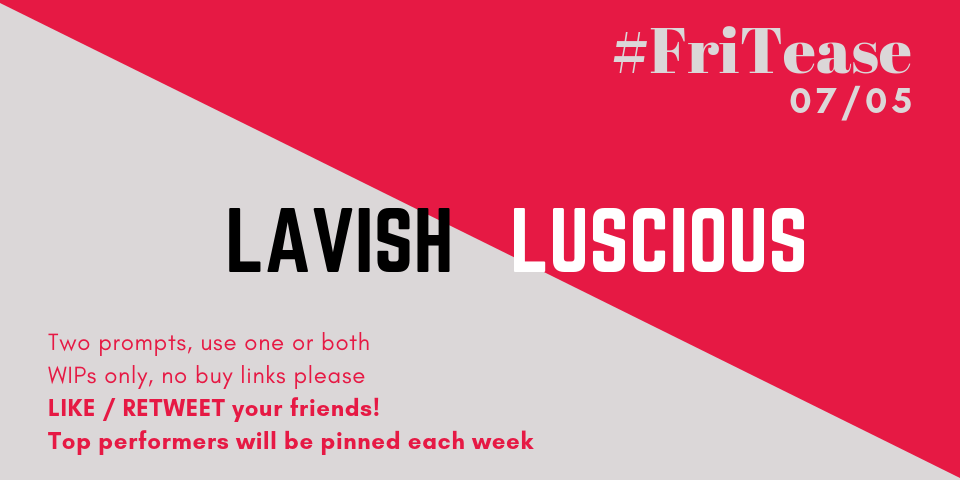 #FriTease
07/05
LAVISH LUSCIOUS
Two prompts, use one or both
WIPs only, no buy links please
LIKE / RETWEET your friends!
Top performers will be pinned each week